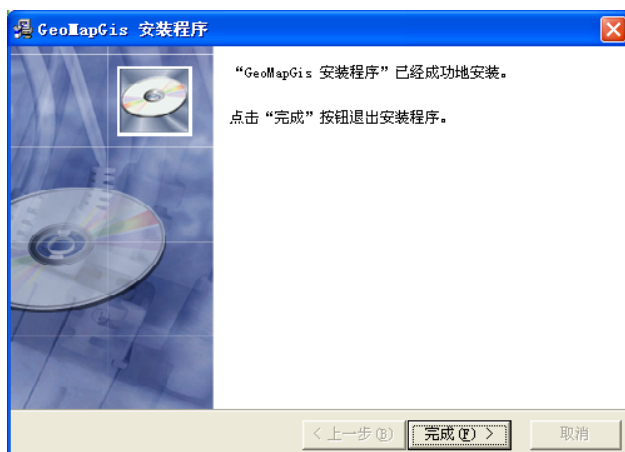 GeoMapGis 安装程序
“GeoMapGis 安装程序”已经成功地安装。
点击“完成”按钮退出安装程序。
< 上一步(B)
完成(F) >
取消